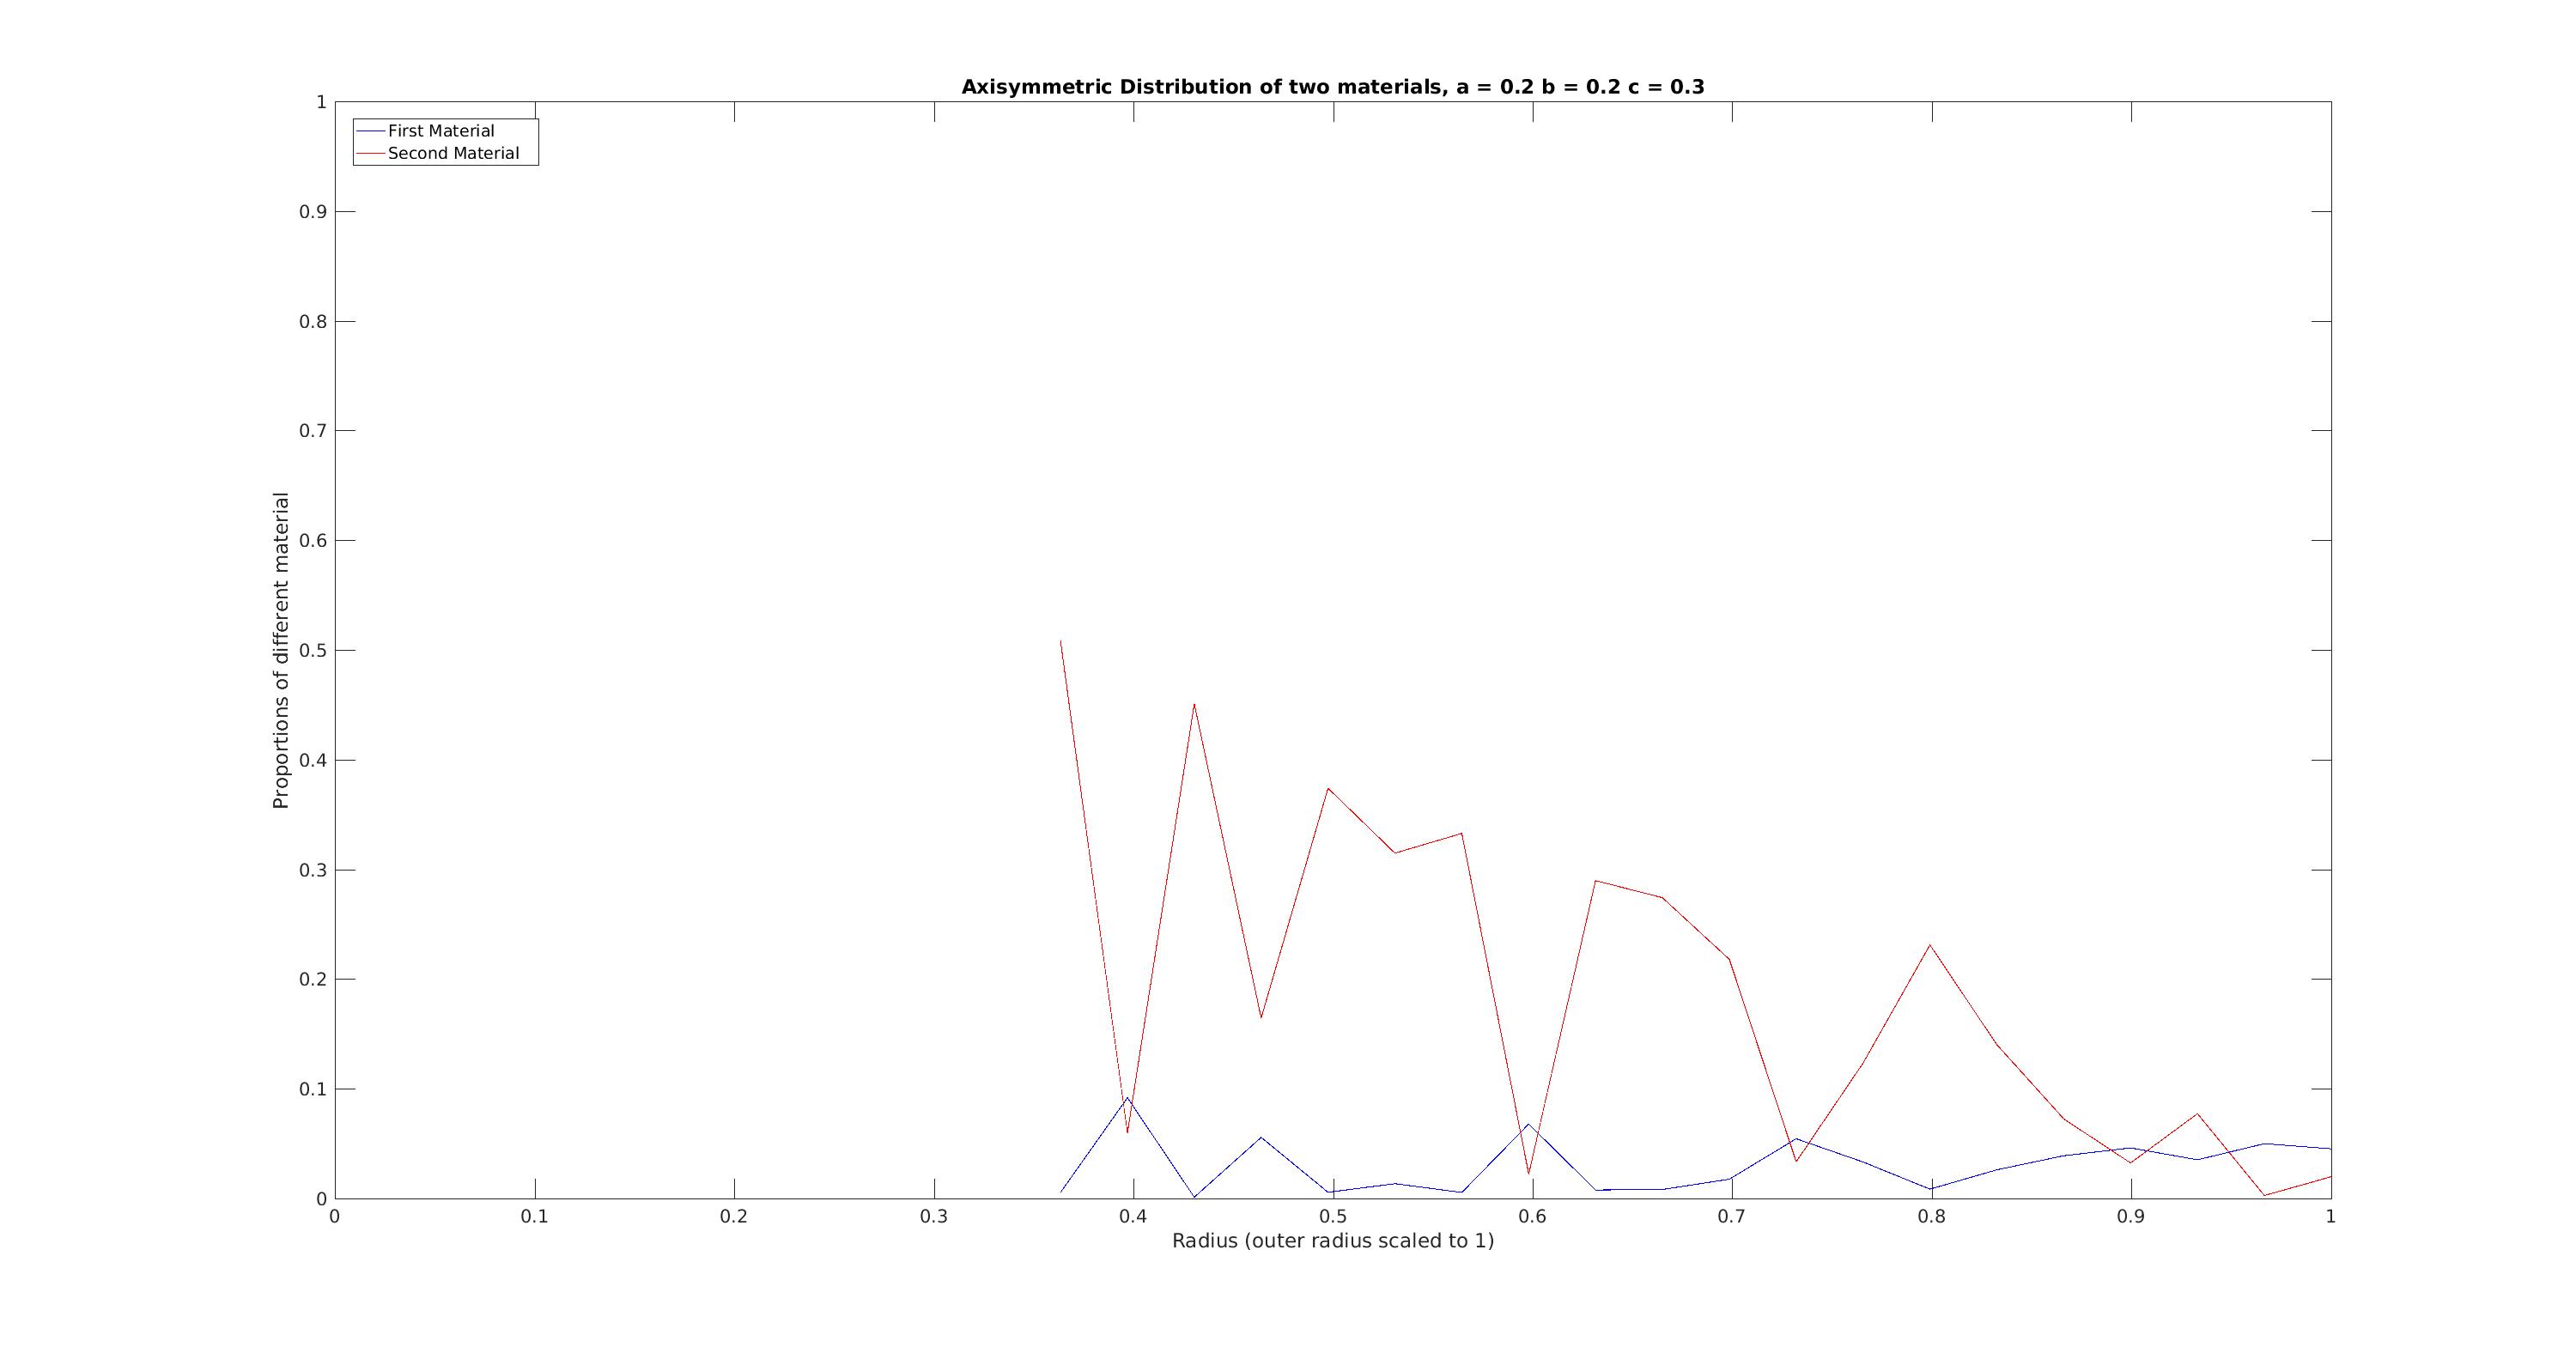 Axisymmetric Distribution of two materials, a = 0.2 b = 0.2 c = 0.3
First Material
Second Material
1
0.9
0.8
0.7
0.6
0.5
0.4
0.3
0.2
0.1
0
Proportions of different material
0 0.1 0.2 0.3 0.4 0.5 0.6 0.7 0.8 0.9 1
Radius (outer radius scaled to 1)